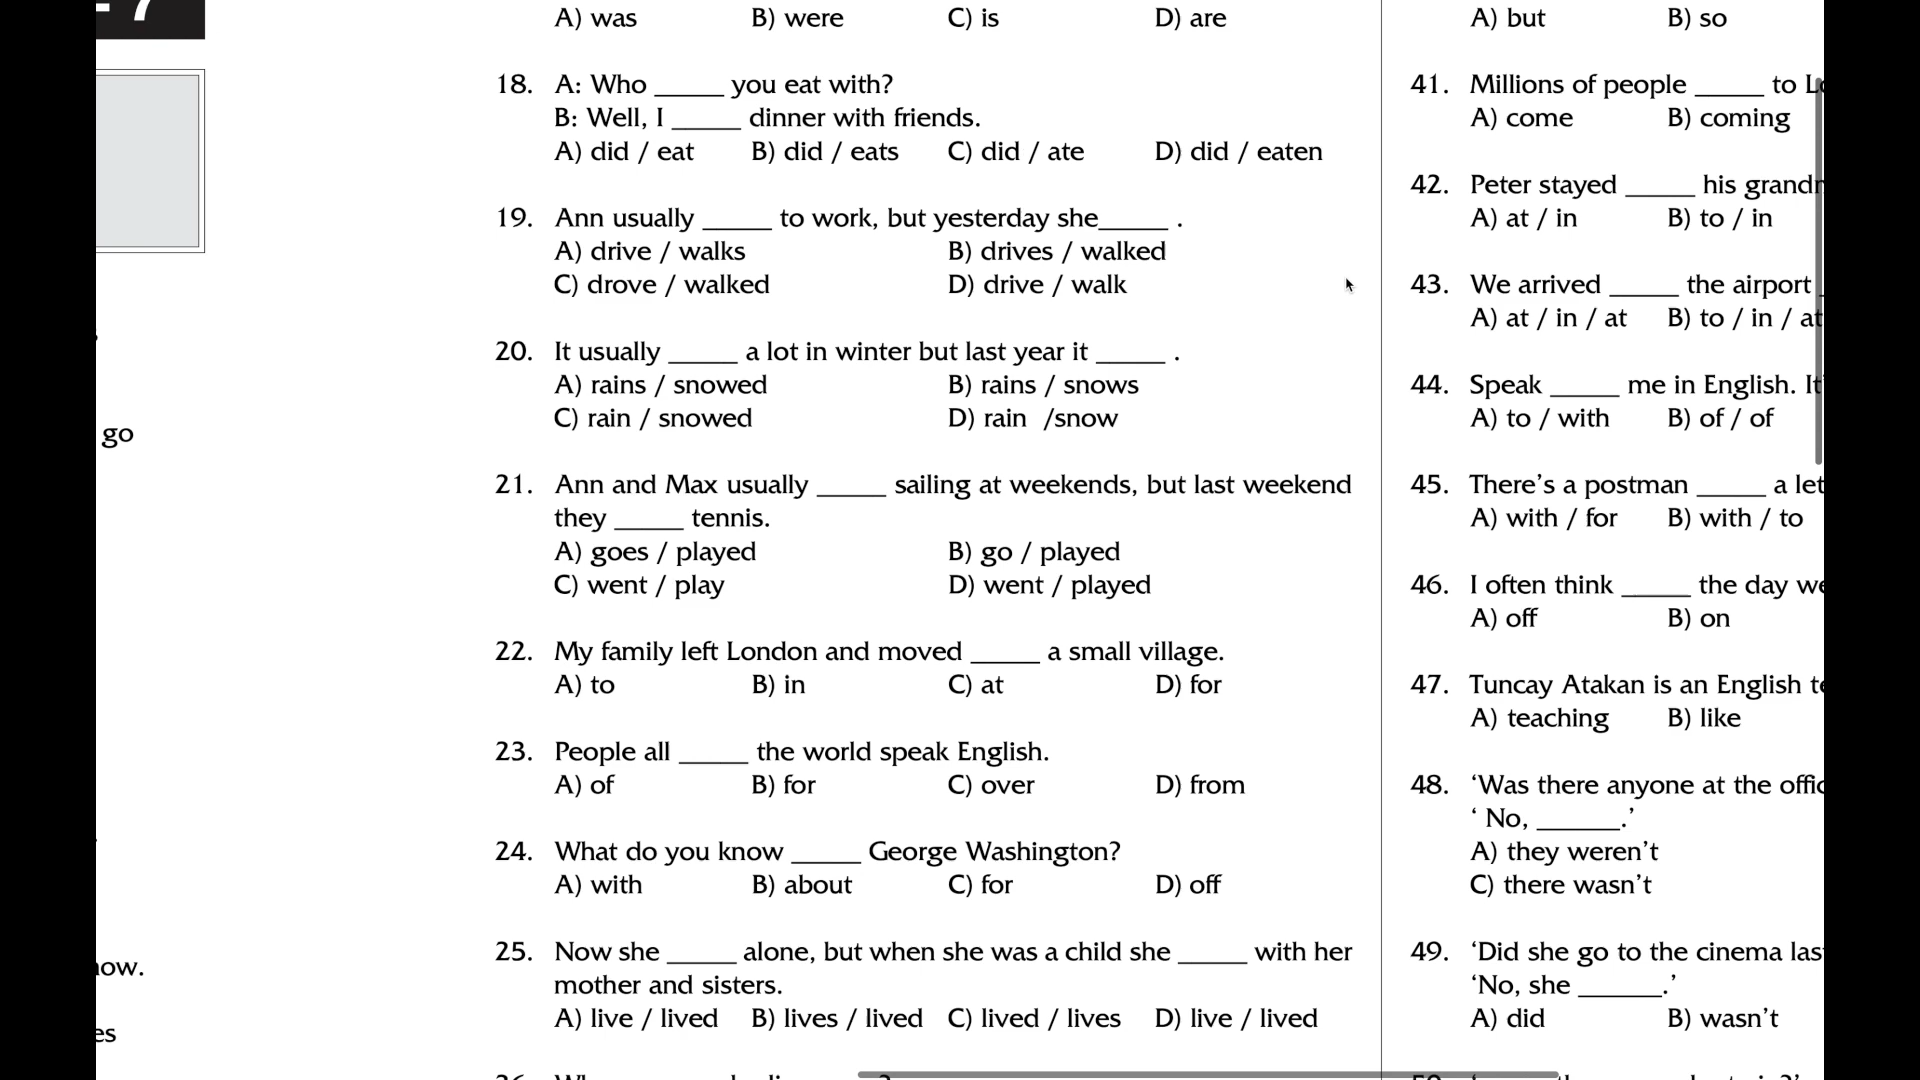 - 7
go
now.
es
A) was B) were C) is D) are
18. A: Who _____ you eat with?
B: Well, I _____ dinner with friends.
A) did / eat B) did / eats C) did / ate D) did / eaten
19. Ann usually _____ to work, but yesterday she_____ .
A) drive / walks B) drives / walked
C) drove / walked D) drive / walk
20. It usually _____ a lot in winter but last year it _____ .
A) rains / snowed B) rains / snows
C) rain / snowed D) rain /snow
21. Ann and Max usually _____ sailing at weekends, but last weekend
they _____ tennis.
A) goes / played B) go / played
C) went / play D) went / played
22. My family left London and moved _____ a small village.
A) to B) in C) at D) for
23. People all _____ the world speak English.
A) of B) for C) over D) from
24. What do you know _____ George Washington?
A) with B) about C) for D) off
25. Now she _____ alone, but when she was a child she _____ with her
mother and sisters.
A) live / lived B) lives / lived C) lived / lives D) live / lived
A) but B) so
41. Millions of people _____ to
A) come B) coming
42. Peter stayed _____ his
A) at / in B) to / in
43. We arrived _____ the airport
A) at / in / at B) to / in / at
44. Speak _____ me in English.
A) to / with B) of / of
45. There's a postman _____ a
A) with / for B) with / to
46. I often think _____ the day
A) off B) on
47. Tuncay Atakan is an English
A) teaching B) like
48. ‘Was there anyone at the
‘ No, ______.’
A) they weren't
C) there wasn't
49. ‘Did she go to the cinema
‘No, she ______.’
A) did B) wasn't